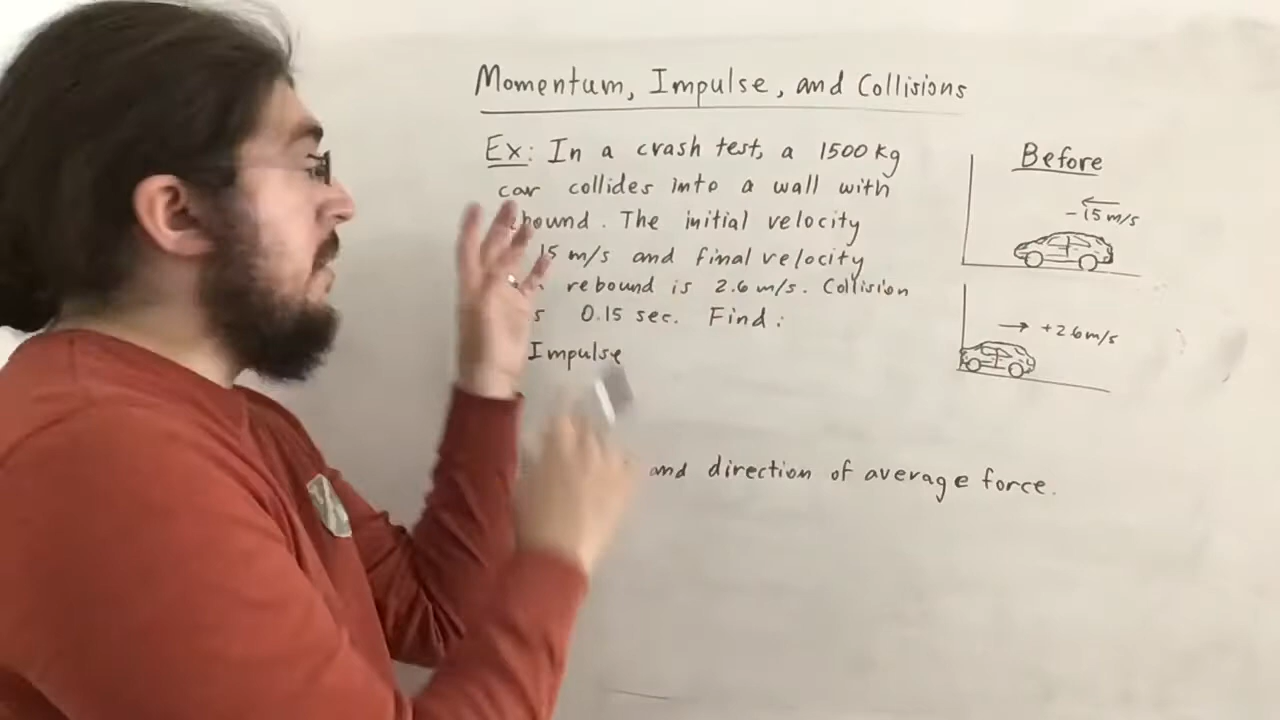 Momentum, Impulse, and Collisions
Ex: In a crash test, a 1500 kg
car collides into a wall with
The initial velocity
15 m/s and final velocity
rebound is 2.6 m/s. Collision
0.15 sec. Find:
Impulse
and direction of average force.
Before
-15 m/s
+2.6 m/s